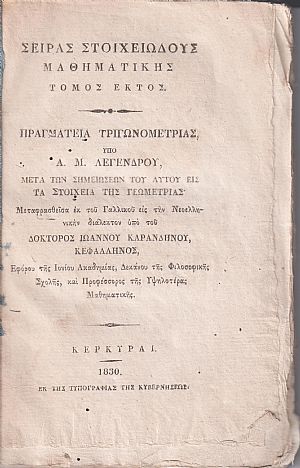 ΣΕΙΡΑΣ ΣΤΟΙΧΕΙΩΔΟΥΣ
ΜΑΘΗΜΑΤΙΚΗΣ
ΤΟΜΟΣ ΕΚΤΟΣ.
ΠΡΑΓΜΑΤΕΙΑ ΤΡΙΓΩΝΟΜΕΤΡΙΑΣ,
ΥΠΟ
Α. Μ. ΛΕΓΕΝΔΡΟΥ,
ΜΕΤΑ ΤΩΝ ΣΗΜΕΙΩΣΕΩΝ ΤΟΥ ΑΥΤΟΥ ΕΙΣ
ΤΑ ΣΤΟΙΧΕΙΑ ΤΗΣ ΓΕΩΜΕΤΡΙΑΣ·
Μεταφρασθεῖσα ἐκ τοῦ Γαλλικοῦ εἰς τὴν Νεοελλη-
νικὴν διάλεκτον ὑπὸ τοῦ
ΔΟΚΤΟΡΟΣ ΙΩΑΝΝΟΥ ΚΑΡΑΝΔΗΝΟΥ,
ΚΕΦΑΛΛΗΝΟΣ,
Ἐφόρου τῆς Ἰονίου Ἀκαδημίας, Δεκάνου τῆς Φιλοσοφικῆς
Σχολῆς, καὶ Προφέσσορος τῆς Ὑψηλοτέρας
Μαθηματικῆς.
ΚΕΡΚΥΡΑΙ.
1830.
ΕΚ ΤΗΣ ΤΥΠΟΓΡΑΦΙΑΣ ΤΗΣ ΚΥΒΕΡΝΗΣΕΩΣ.